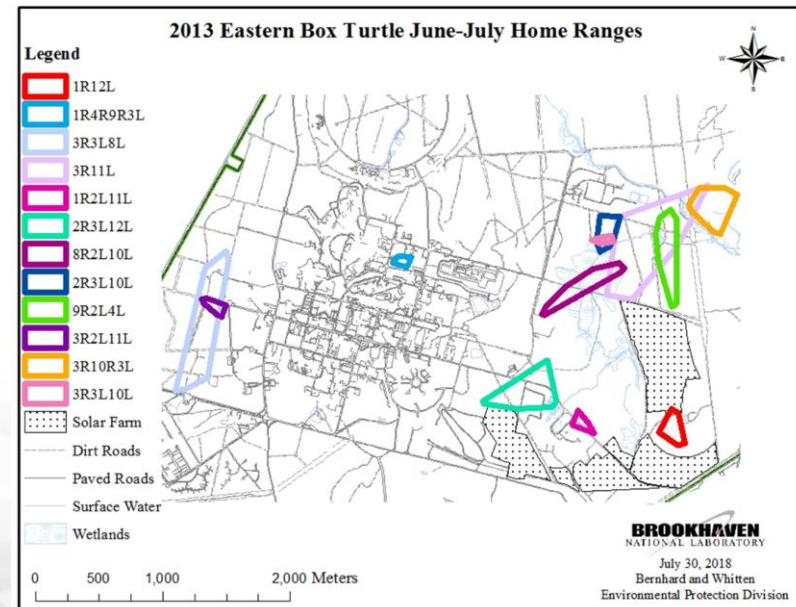 2013 Eastern Box Turtle June-July Home Ranges
N
W E
S
Legend
1R12L
1R4R9R3L
3R3L8L
3R11L
1R2L11L
2R3L12L
8R2L10L
2R3L10L
9R2L4L
3R2L11L
3R10R3L
3R3L10L
Solar Farm
Dirt Roads
Paved Roads
Surface Water
Wetlands
0 500 1,000 2,000 Meters
BROOKHAVEN
NATIONAL LABORATORY
July 30, 2018
Bernhard and Whitten
Environmental Protection Division